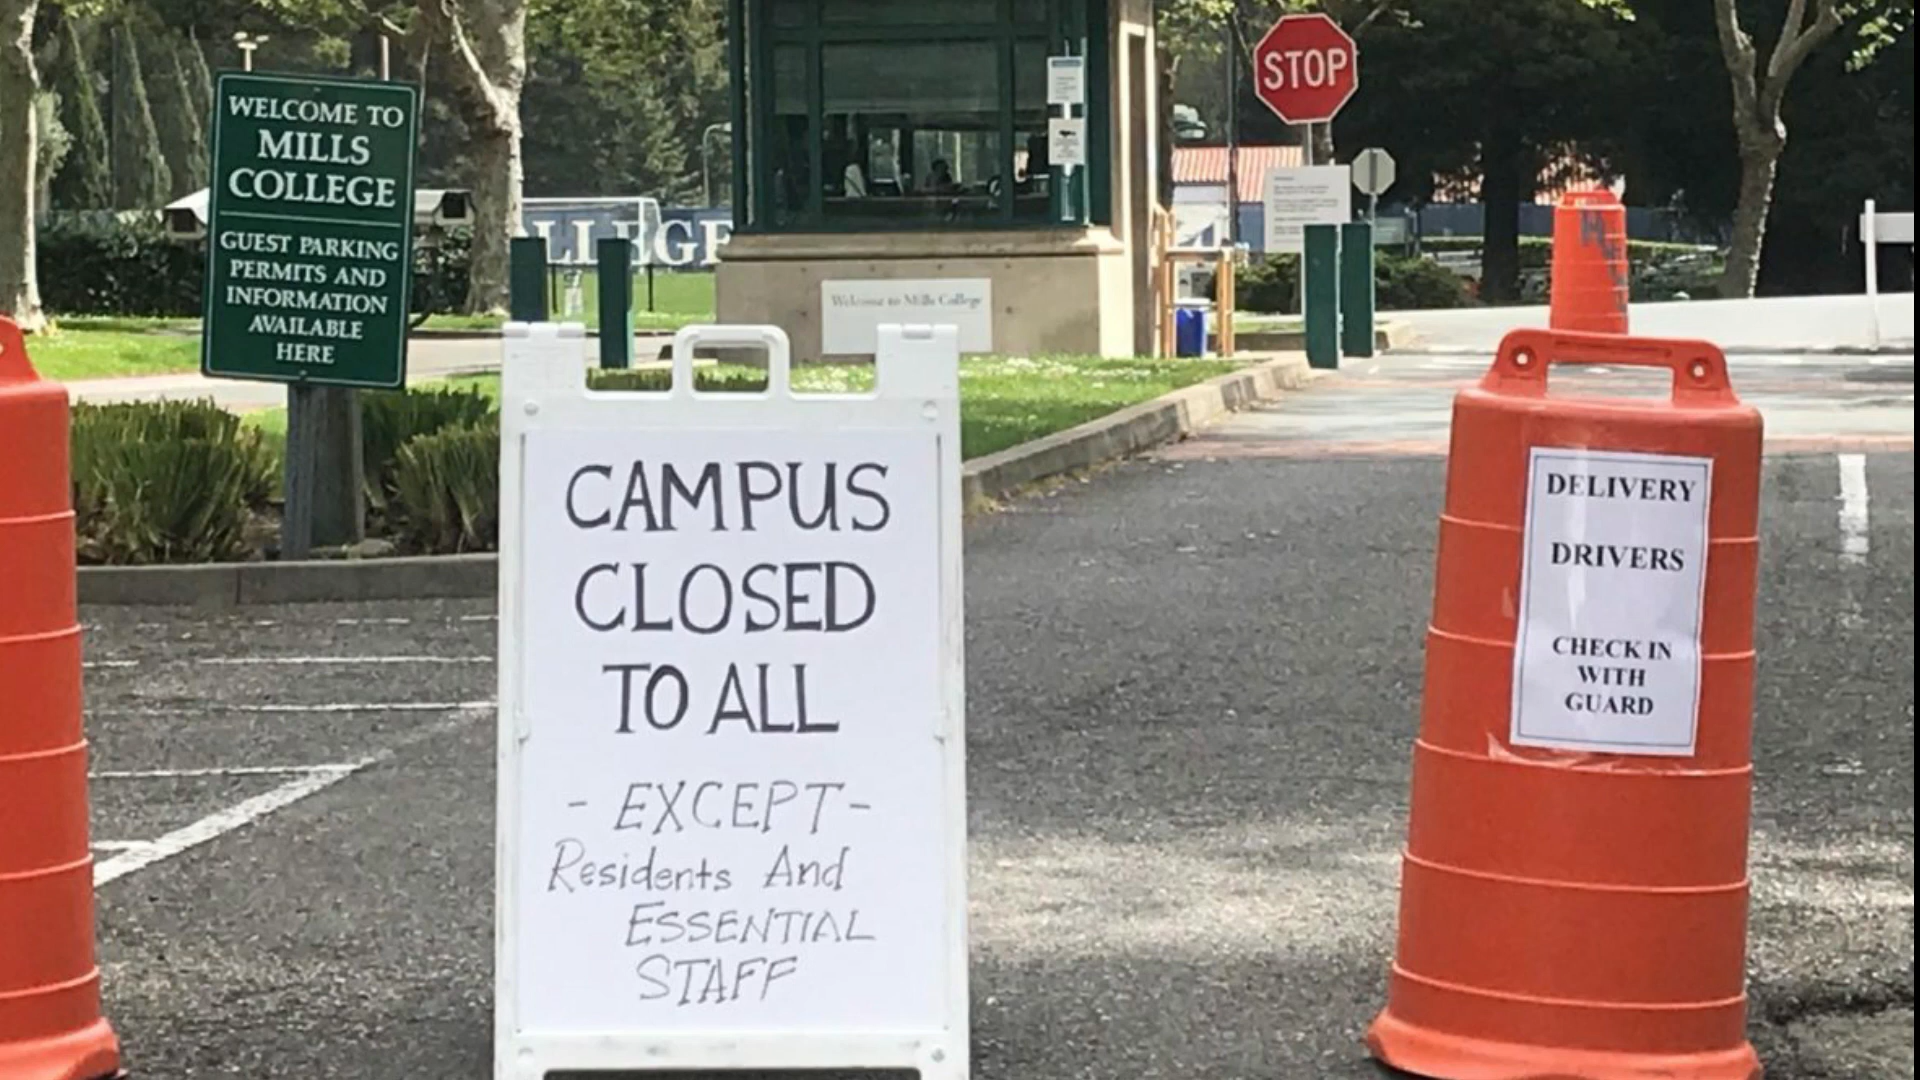 WELCOME TO
MILLS
COLLEGE
GUEST PARKING
PERMITS AND
INFORMATION
AVAILABLE
HERE
LLEGE
STOP
Welcome to Mills College
CAMPUS
CLOSED
TO ALL
- EXCEPT -
Residents And
ESSENTIAL
STAFF
DELIVERY
DRIVERS
CHECK IN
WITH
GUARD